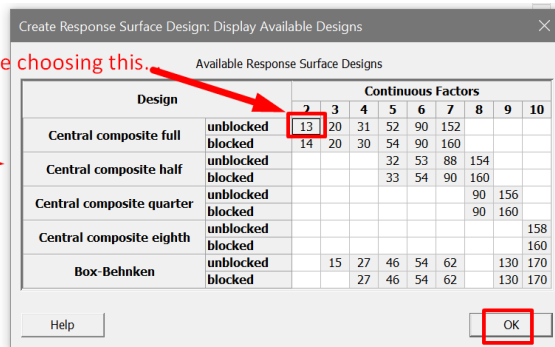 Create Response Surface Design: Display Available Designs
e choosing this...
Available Response Surface Designs
Design Continuous Factors
2 3 4 5 6 7 8 9 10
Central composite full unblocked 13 20 31 52 90 152
blocked 14 20 30 54 90 160
Central composite half unblocked 32 53 88 154
blocked 33 54 90 160
Central composite quarter unblocked 90 156
blocked 90 160
Central composite eighth unblocked 158
blocked 160
Box-Behnken unblocked 15 27 46 54 62 130 170
blocked 27 46 54 62 130 170
Help OK